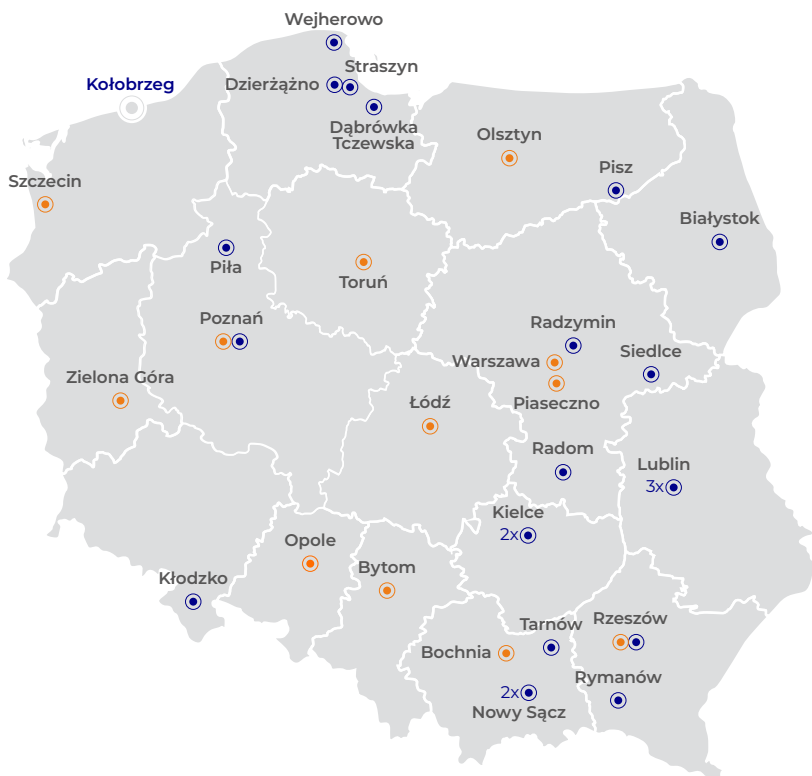 Wejherowo
Straszyn
Kołobrzeg
Dzierżążno
Dąbrówka
Tczewska
Olsztyn
Pisz
Szczecin
Białystok
Piła
Toruń
Poznań
Radzymin
Warszawa
Siedlce
Zielona Góra
Piaseczno
Łódź
Radom
Lublin
3x
Kielce
2x
Opole
Bytom
Kłodzko
Tarnów
Rzeszów
Bochnia
Rymanów
2x
Nowy Sącz